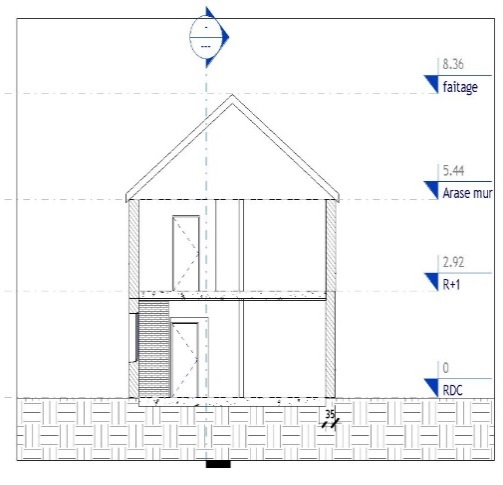 -
---
8.36
faitage
5.44
Arase mur
2.92
R+1
0
RDC
35